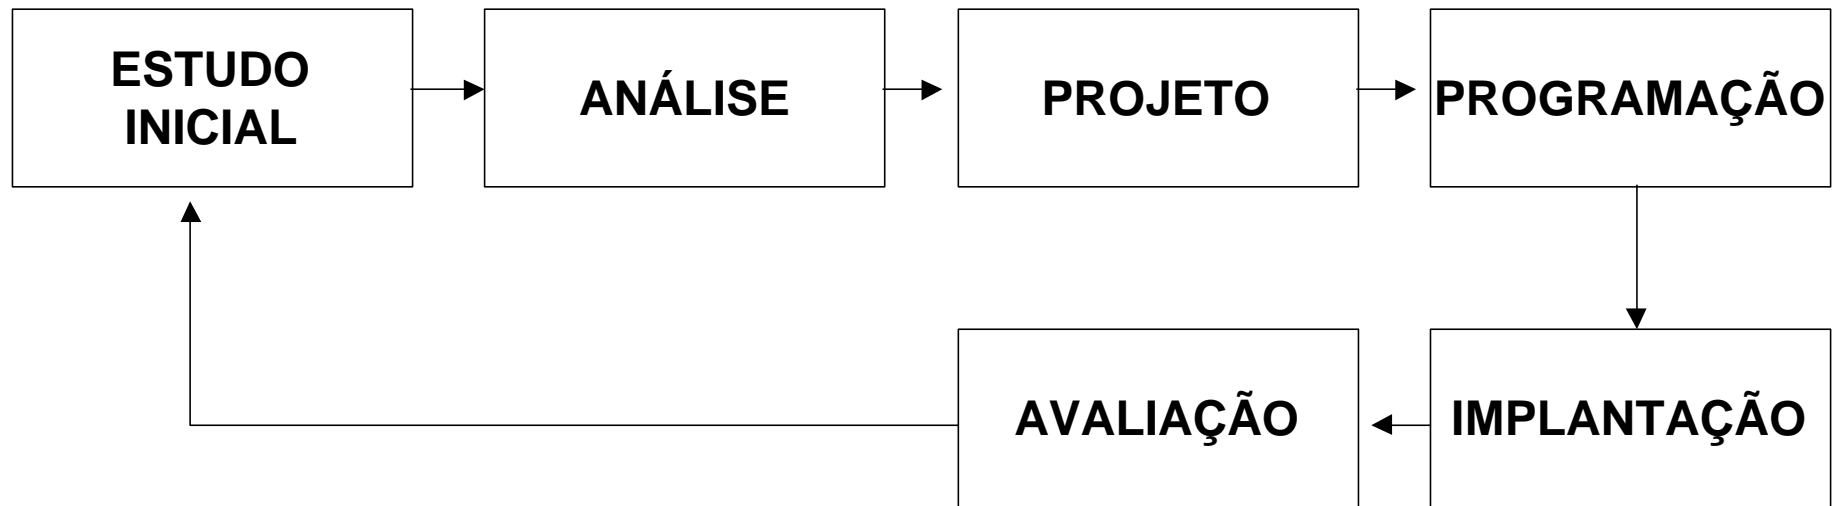 ESTUDO
INICIAL
ANÁLISE
PROJETO
PROGRAMAÇÃO
AVALIAÇÃO
IMPLANTAÇÃO